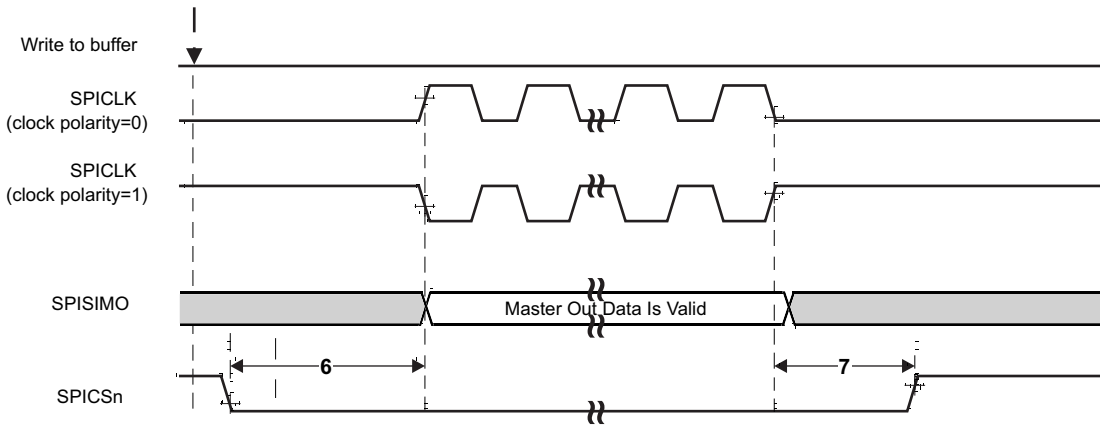 Write to buffer
SPICLK
(clock polarity=0)
SPICLK
(clock polarity=1)
SPISIMO
Master Out Data Is Valid
6
7
SPICSn